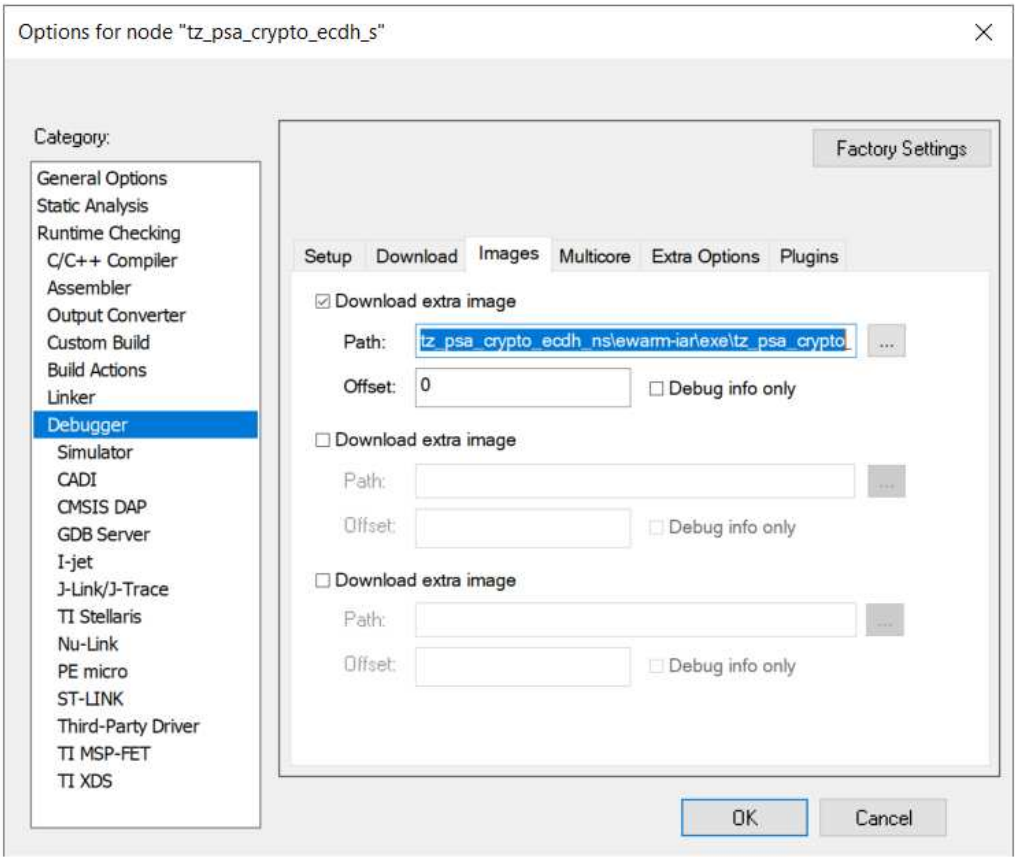 Options for node "tz_psa_crypto_ecdh_s"
Category:
Factory Settings
General Options
Static Analysis
Runtime Checking
C/C++ Compiler
Assembler
Output Converter
Custom Build
Build Actions
Linker
Debugger
Simulator
CADI
CMSIS DAP
GDB Server
I-jet
J-Link/J-Trace
TI Stellaris
Nu-Link
PE micro
ST-LINK
Third-Party Driver
TI MSP-FET
TI XDS
Setup Download Images Multicore Extra Options Plugins
Download extra image
Path: tz_psa_crypto_ecdh_ns\ewarm-iar\exe\tz_psa_crypto_ ...
Offset: 0 Debug info only
Download extra image
Path: ...
Offset: Debug info only
Download extra image
Path: ...
Offset: Debug info only
OK Cancel